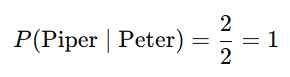 P(Piper | Peter) = 2/2 = 1